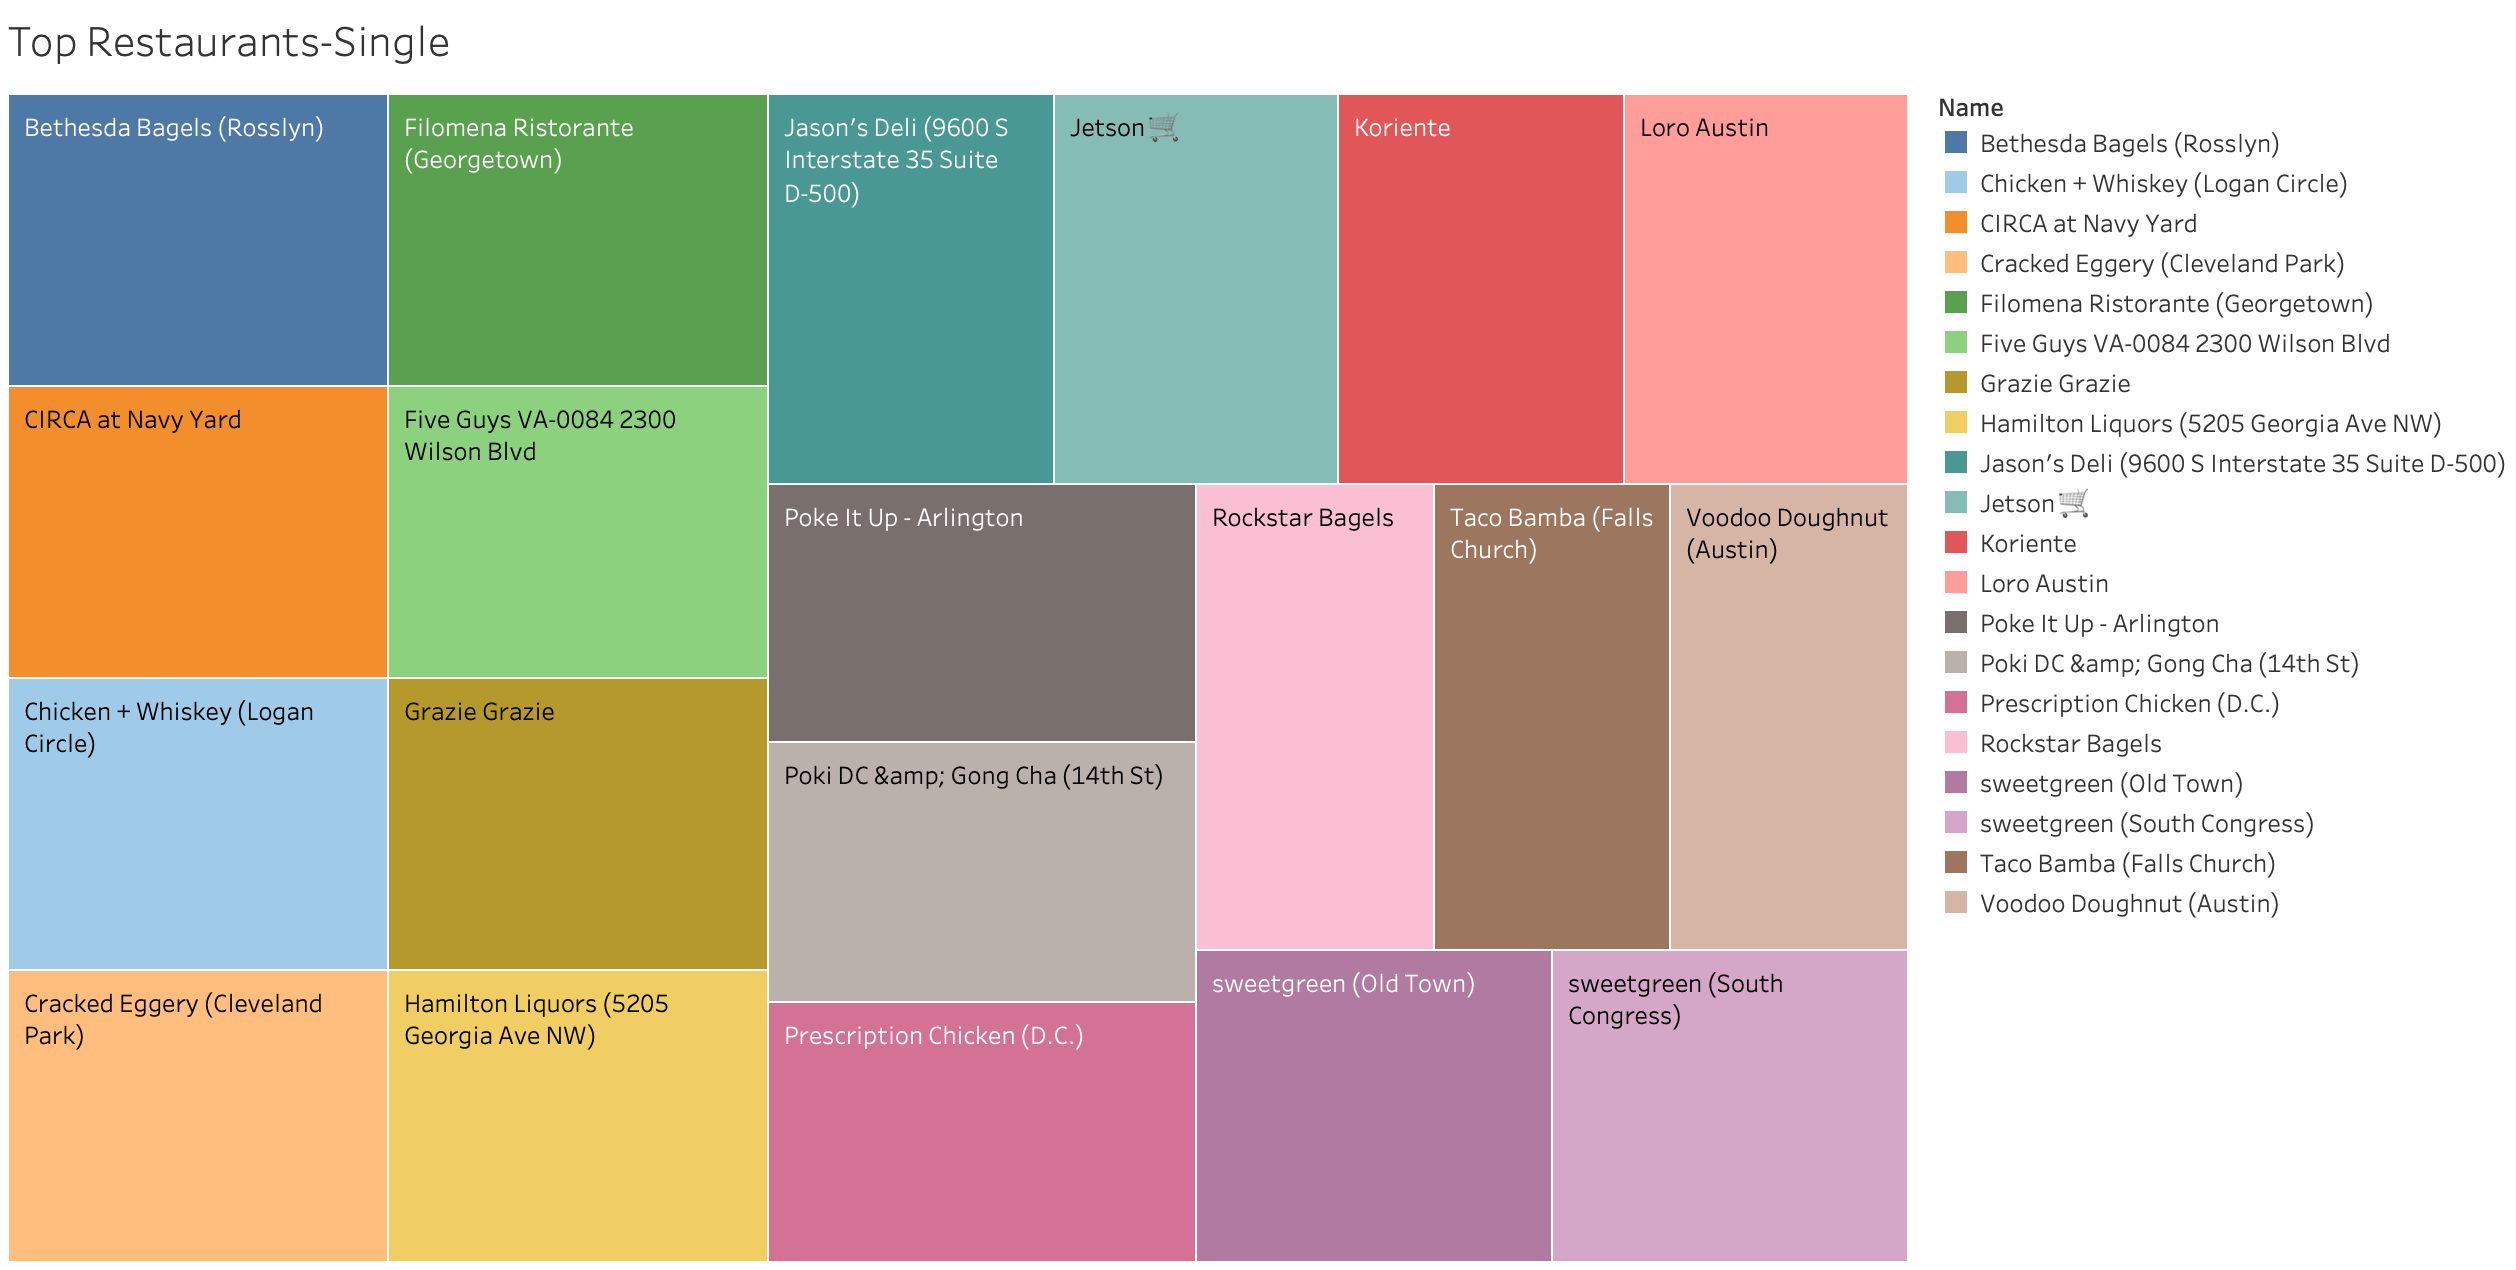 Top Restaurants-Single
Bethesda Bagels (Rosslyn)
CIRCA at Navy Yard
Chicken + Whiskey (Logan
Circle)
Cracked Eggery (Cleveland
Park)
Filomena Ristorante
(Georgetown)
Five Guys VA-0084 2300
Wilson Blvd
Grazie Grazie
Hamilton Liquors (5205
Georgia Ave NW)
Jason's Deli (9600 S
Interstate 35 Suite
D-500)
Jetson🛒
Koriente
Loro Austin
Poke It Up - Arlington
Poki DC &amp; Gong Cha (14th St)
Prescription Chicken (D.C.)
Rockstar Bagels
Taco Bamba (Falls
Church)
Voodoo Doughnut
(Austin)
sweetgreen (Old Town)
sweetgreen (South
Congress)
Name
Bethesda Bagels (Rosslyn)
Chicken + Whiskey (Logan Circle)
CIRCA at Navy Yard
Cracked Eggery (Cleveland Park)
Filomena Ristorante (Georgetown)
Five Guys VA-0084 2300 Wilson Blvd
Grazie Grazie
Hamilton Liquors (5205 Georgia Ave NW)
Jason's Deli (9600 S Interstate 35 Suite D-500)
Jetson🛒
Koriente
Loro Austin
Poke It Up - Arlington
Poki DC &amp; Gong Cha (14th St)
Prescription Chicken (D.C.)
Rockstar Bagels
sweetgreen (Old Town)
sweetgreen (South Congress)
Taco Bamba (Falls Church)
Voodoo Doughnut (Austin)